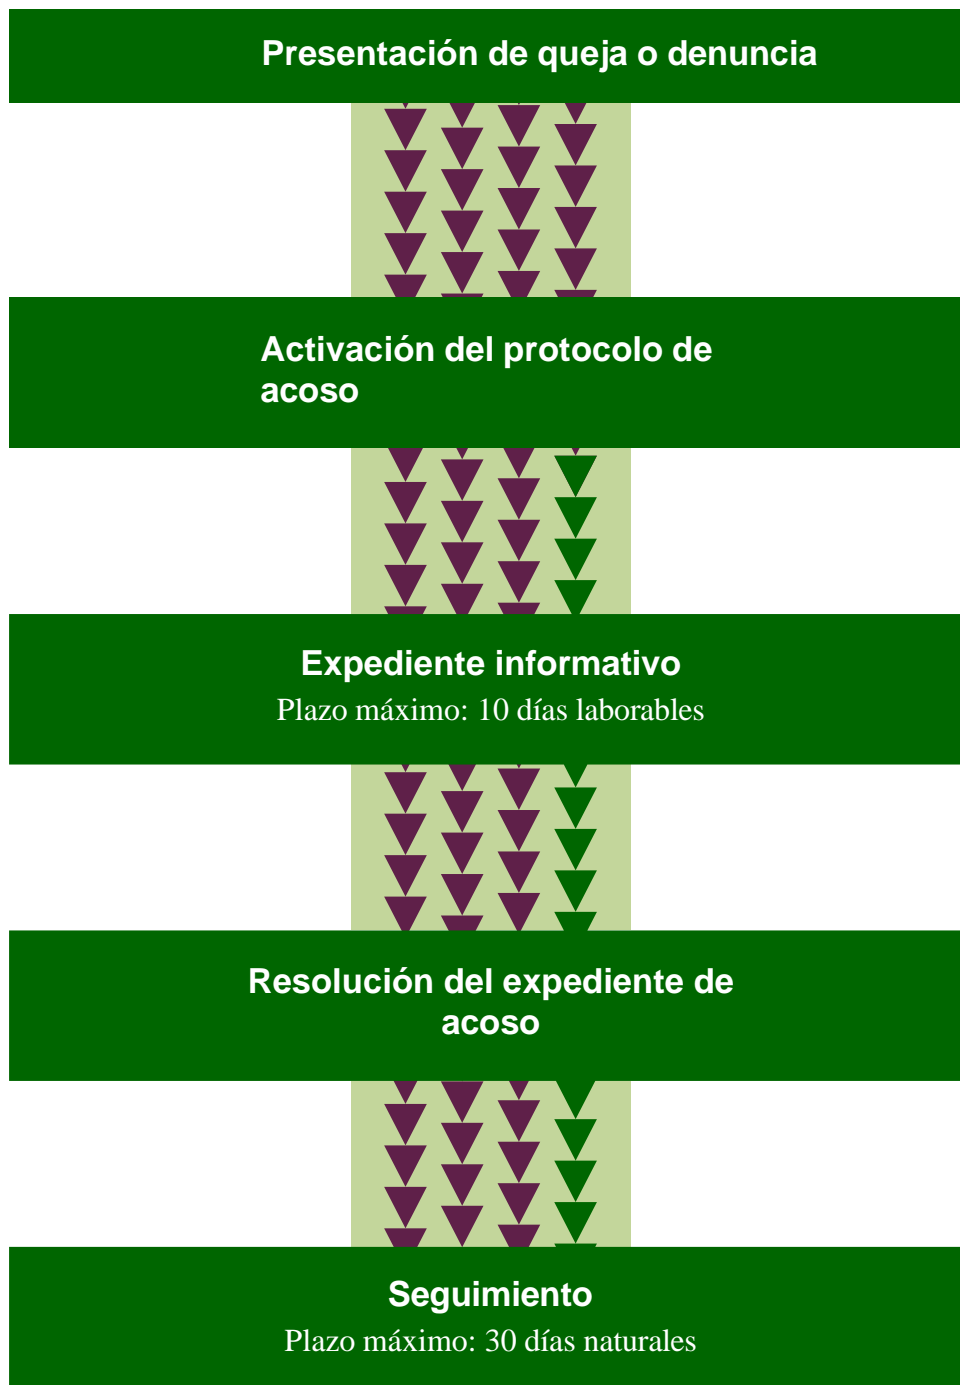 Presentación de queja o denuncia
Activación del protocolo de
acoso
Expediente informativo
Plazo máximo: 10 días laborables
Resolución del expediente de
acoso
Seguimiento
Plazo máximo: 30 días naturales